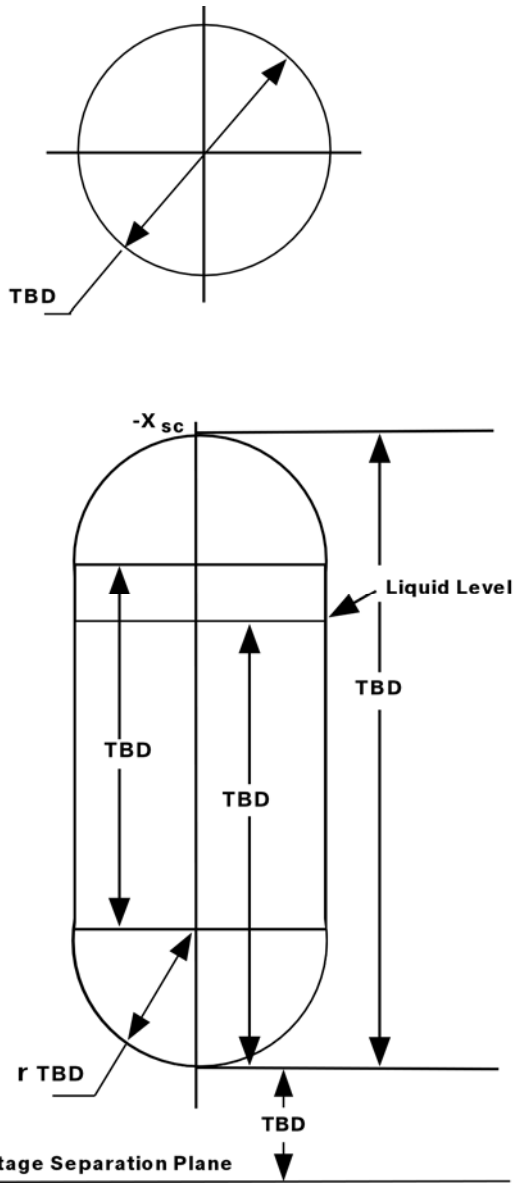 TBD
-X sc
Liquid Level
TBD
TBD
TBD
r TBD
TBD
tage Separation Plane